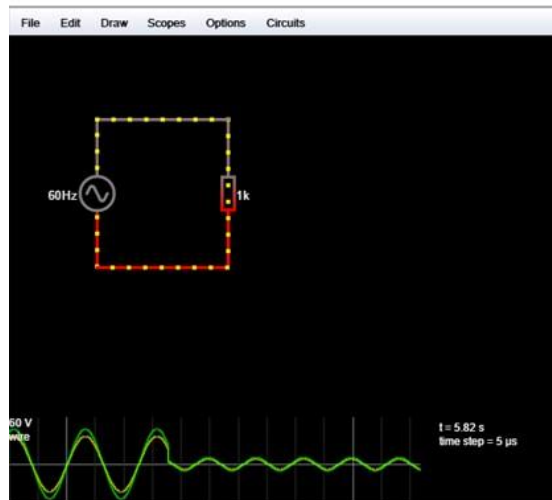 File Edit Draw Scopes Options Circuits
60Hz
1k
60 V
wire
t = 5.82 s
time step = 5 µs